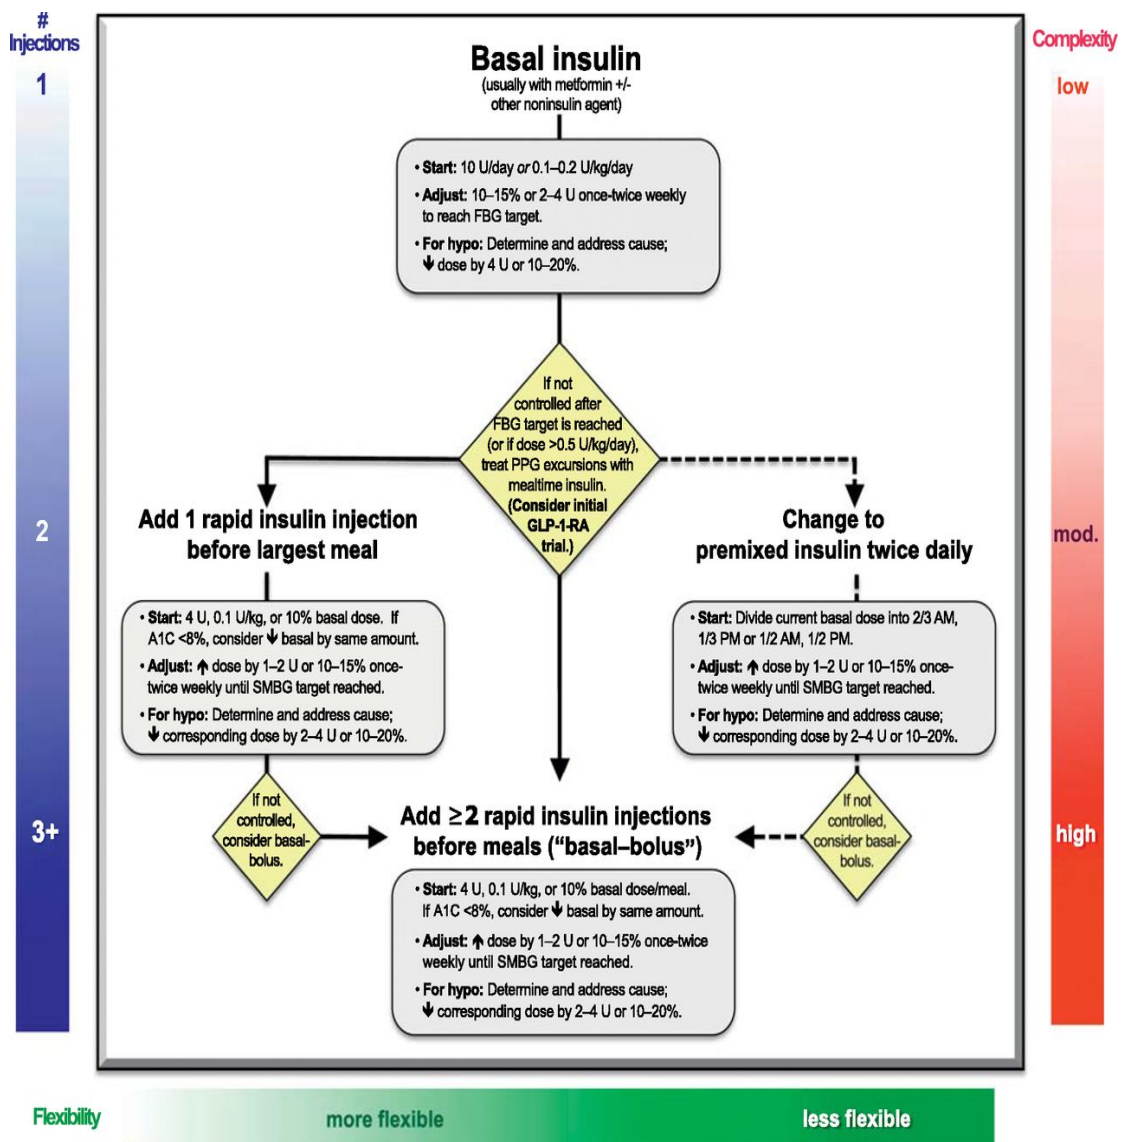 #
Injections
Complexity
1
low
Basal insulin
(usually with metformin +/-
other noninsulin agent)
• Start: 10 U/day or 0.1–0.2 U/kg/day
• Adjust: 10–15% or 2–4 U once-twice weekly
to reach FBG target.
• For hypo: Determine and address cause;
↓ dose by 4 U or 10–20%.
If not
controlled after
FBG target is reached
(or if dose >0.5 U/kg/day),
treat PPG excursions with
mealtime insulin.
(Consider initial
GLP-1-RA
trial.)
2
mod.
Add 1 rapid insulin injection
before largest meal
• Start: 4 U, 0.1 U/kg, or 10% basal dose. If
A1C <8%, consider ↓ basal by same amount.
• Adjust: ↑ dose by 1–2 U or 10–15% once-
twice weekly until SMBG target reached.
• For hypo: Determine and address cause;
↓ corresponding dose by 2–4 U or 10–20%.
Change to
premixed insulin twice daily
• Start: Divide current basal dose into 2/3 AM,
1/3 PM or 1/2 AM, 1/2 PM.
• Adjust: ↑ dose by 1–2 U or 10–15% once-
twice weekly until SMBG target reached.
• For hypo: Determine and address cause;
↓ corresponding dose by 2–4 U or 10–20%.
3+
high
If not
controlled,
consider basal-
bolus.
If not
controlled,
consider basal-
bolus.
Add ≥2 rapid insulin injections
before meals (“basal–bolus”)
• Start: 4 U, 0.1 U/kg, or 10% basal dose/meal.
If A1C <8%, consider ↓ basal by same amount.
• Adjust: ↑ dose by 1–2 U or 10–15% once-twice
weekly until SMBG target reached.
• For hypo: Determine and address cause;
↓ corresponding dose by 2–4 U or 10–20%.
Flexibility
more flexible
less flexible